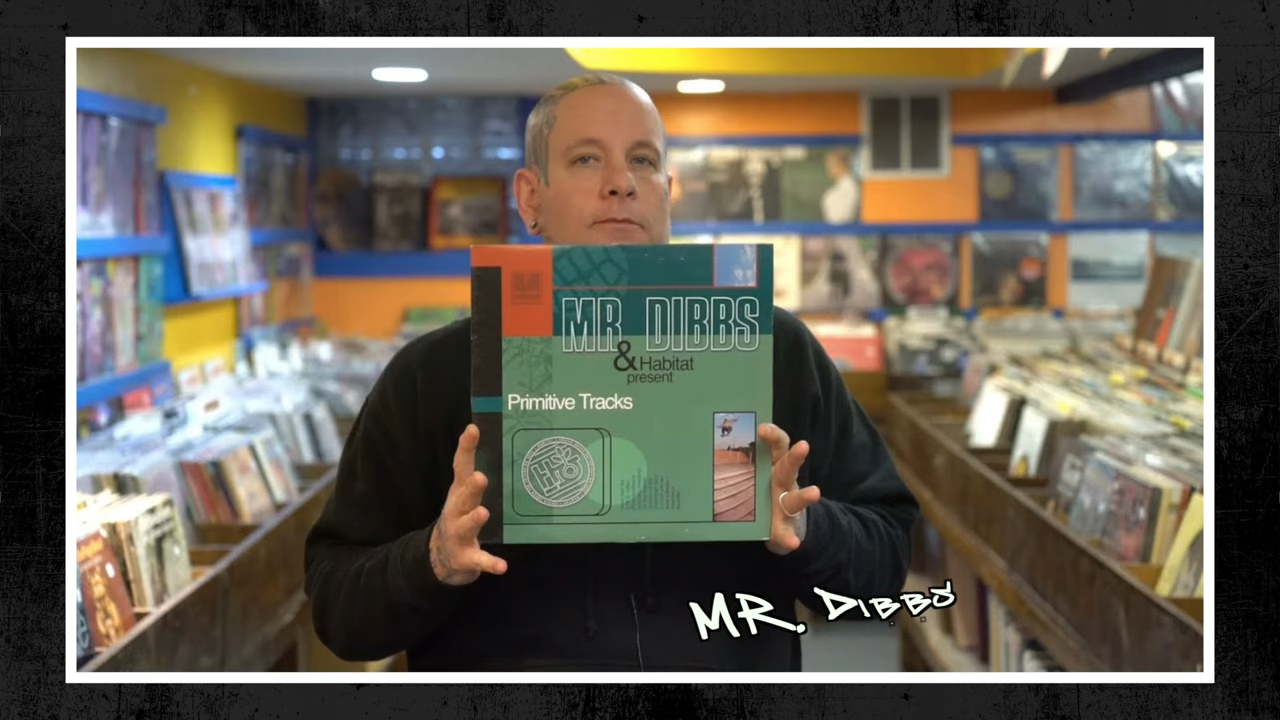 MR. DIBBS
& Habitat
present
Primitive Tracks
MR. DIBBS